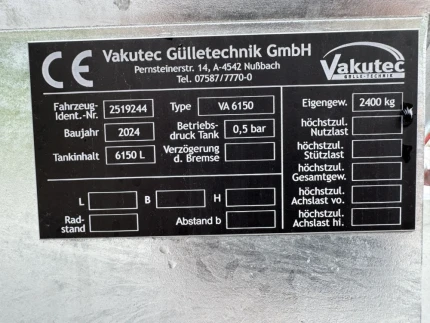 CE Vakutec Gülletechnik GmbH
Pernsteinerstr. 14, A-4542 Nußbach
Tel. 07587/7770-0
Vakutec
GÜLLE-TECHNIK
Fahrzeug-Ident.-Nr. 2519244
Type VA 6150
Eigengew. 2400 kg
Baujahr 2024
Betriebs-
druck Tank 0,5 bar
höchstzul.
Nutzlast
Tankinhalt 6150 L
Verzögerung
d. Bremse
höchstzul.
Stützlast
höchstzul.
Gesamtgew.
L B H
höchstzul.
Achslast vo.
Rad-
stand
Abstand b
höchstzul.
Achslast hi.